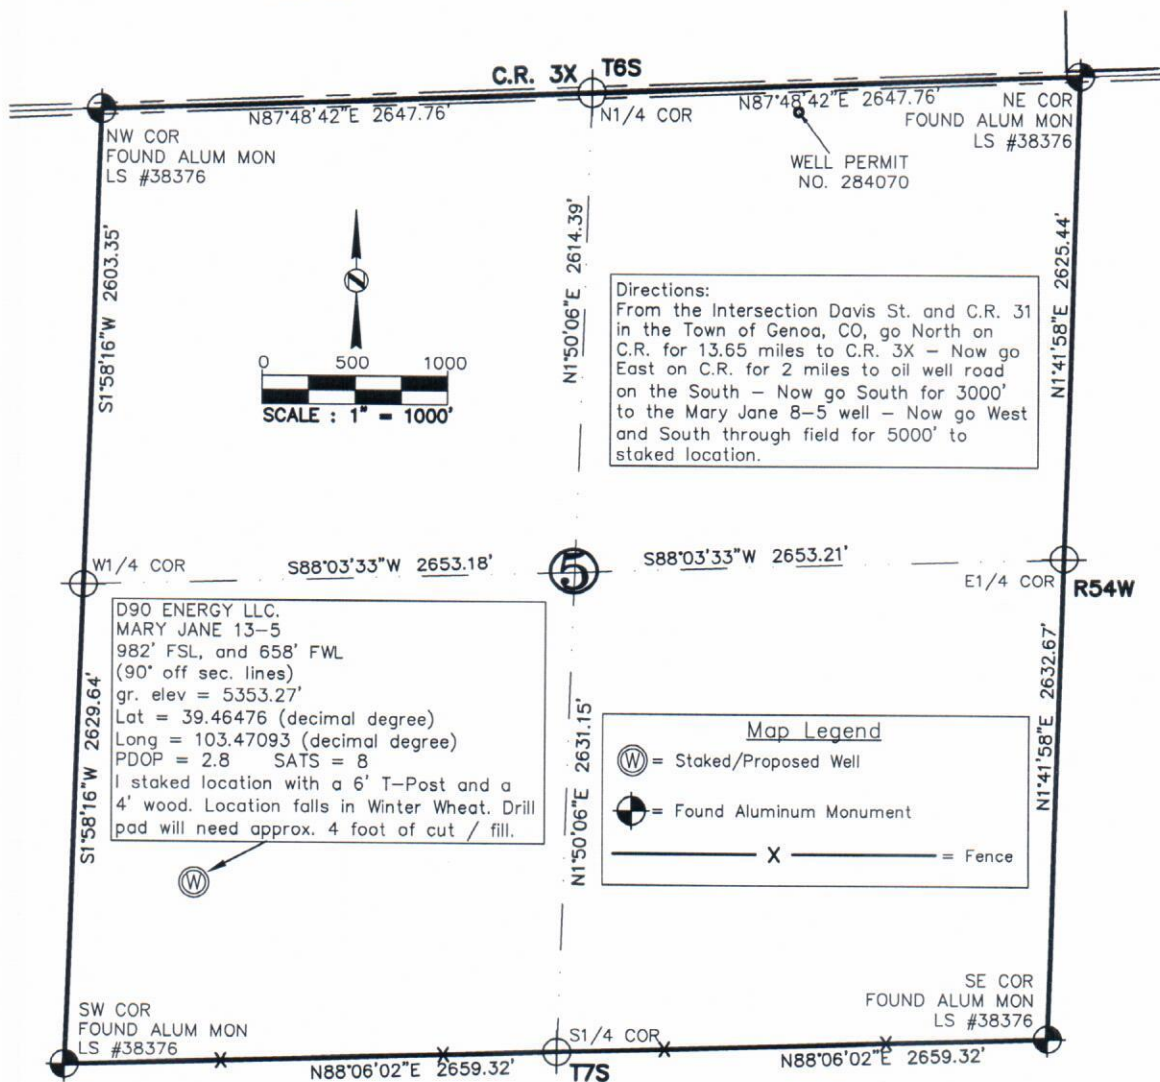 C.R. 3X
T6S
N87°48'42"E 2647.76'
N87°48'42"E 2647.76'
NW COR
FOUND ALUM MON
LS #38376
N1/4 COR
NE COR
FOUND ALUM MON
LS #38376
WELL PERMIT
NO. 284070
S1°58'16"W 2603.35'
N
N1°50'06"E 2614.39'
N1°41'58"E 2625.44'
0 500 1000
SCALE : 1" = 1000'
Directions:
From the Intersection Davis St. and C.R. 31
in the Town of Genoa, CO, go North on
C.R. for 13.65 miles to C.R. 3X – Now go
East on C.R. for 2 miles to oil well road
on the South – Now go South for 3000'
to the Mary Jane 8–5 well – Now go West
and South through field for 5000' to
staked location.
W1/4 COR
S88°03'33"W 2653.18'
5
S88°03'33"W 2653.21'
E1/4 COR
R54W
D90 ENERGY LLC.
MARY JANE 13–5
982' FSL, and 658' FWL
(90° off sec. lines)
gr. elev = 5353.27'
Lat = 39.46476 (decimal degree)
Long = 103.47093 (decimal degree)
PDOP = 2.8 SATS = 8
I staked location with a 6' T–Post and a
4' wood. Location falls in Winter Wheat. Drill
pad will need approx. 4 foot of cut / fill.
S1°58'16"W 2629.64'
N1°50'06"E 2631.15'
N1°41'58"E 2632.67'
Map Legend
W = Staked/Proposed Well
= Found Aluminum Monument
X = Fence
W
SW COR
FOUND ALUM MON
LS #38376
S1/4 COR
SE COR
FOUND ALUM MON
LS #38376
X X X X
N88°06'02"E 2659.32'
T7S
N88°06'02"E 2659.32'